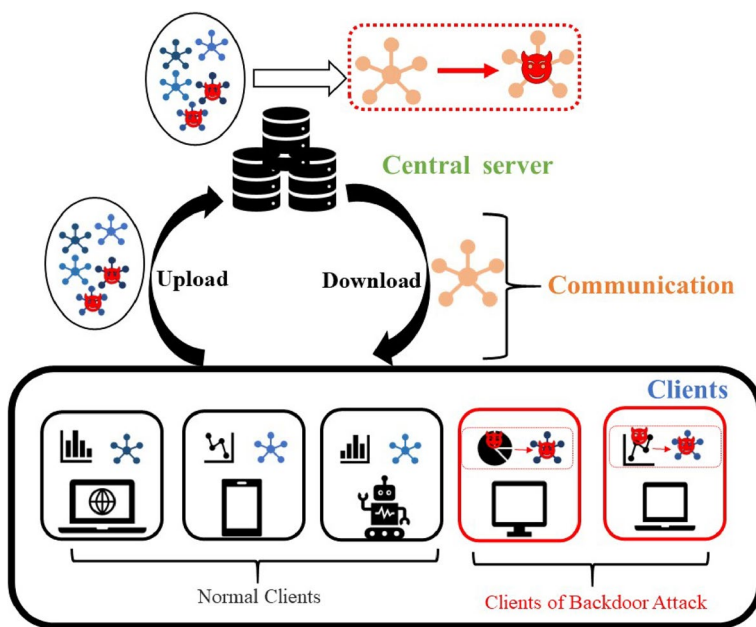 Central server
Upload
Download
Communication
Clients
Normal Clients
Clients of Backdoor Attack